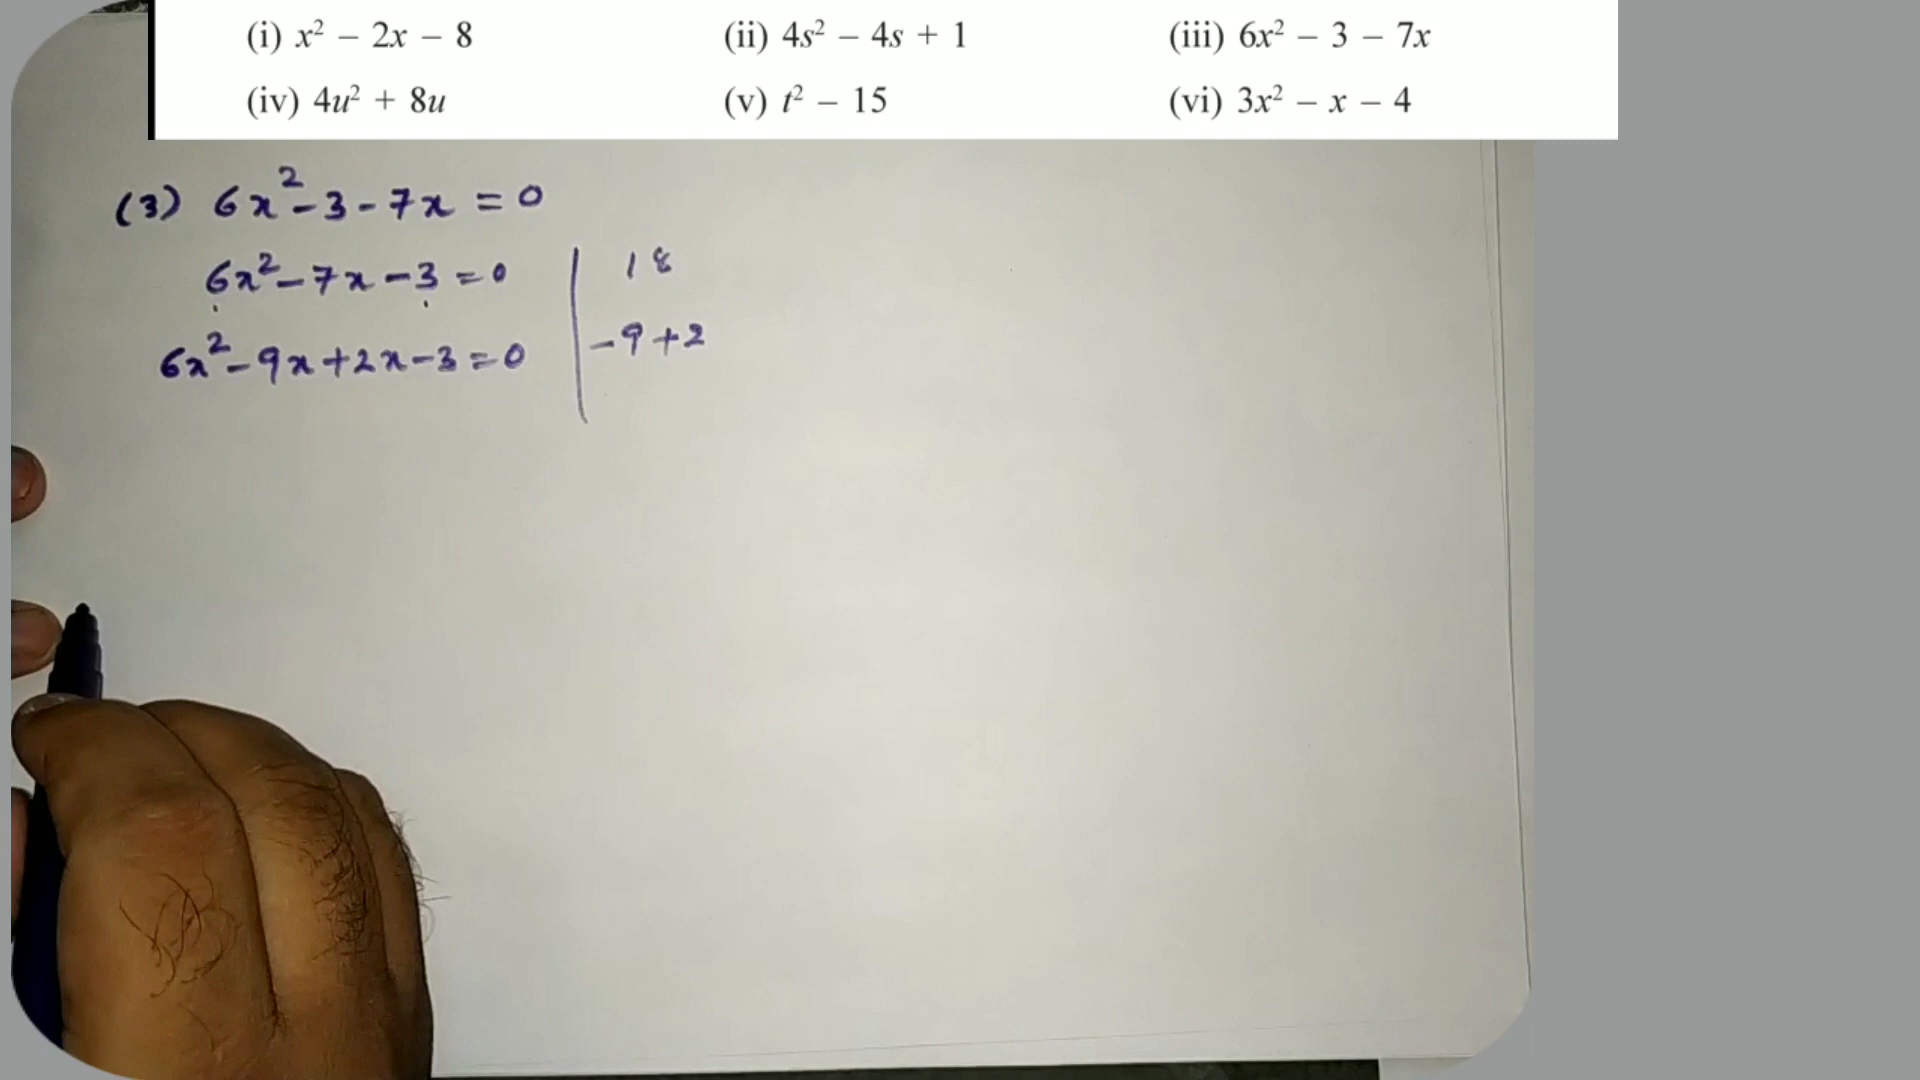 (i) x² – 2x – 8 (ii) 4s² – 4s + 1 (iii) 6x² – 3 – 7x
(iv) 4u² + 8u (v) t² – 15 (vi) 3x² – x – 4
(3) 6x² - 3 - 7x = 0
6x² - 7x - 3 = 0
18
6x² - 9x + 2x - 3 = 0
-9 + 2